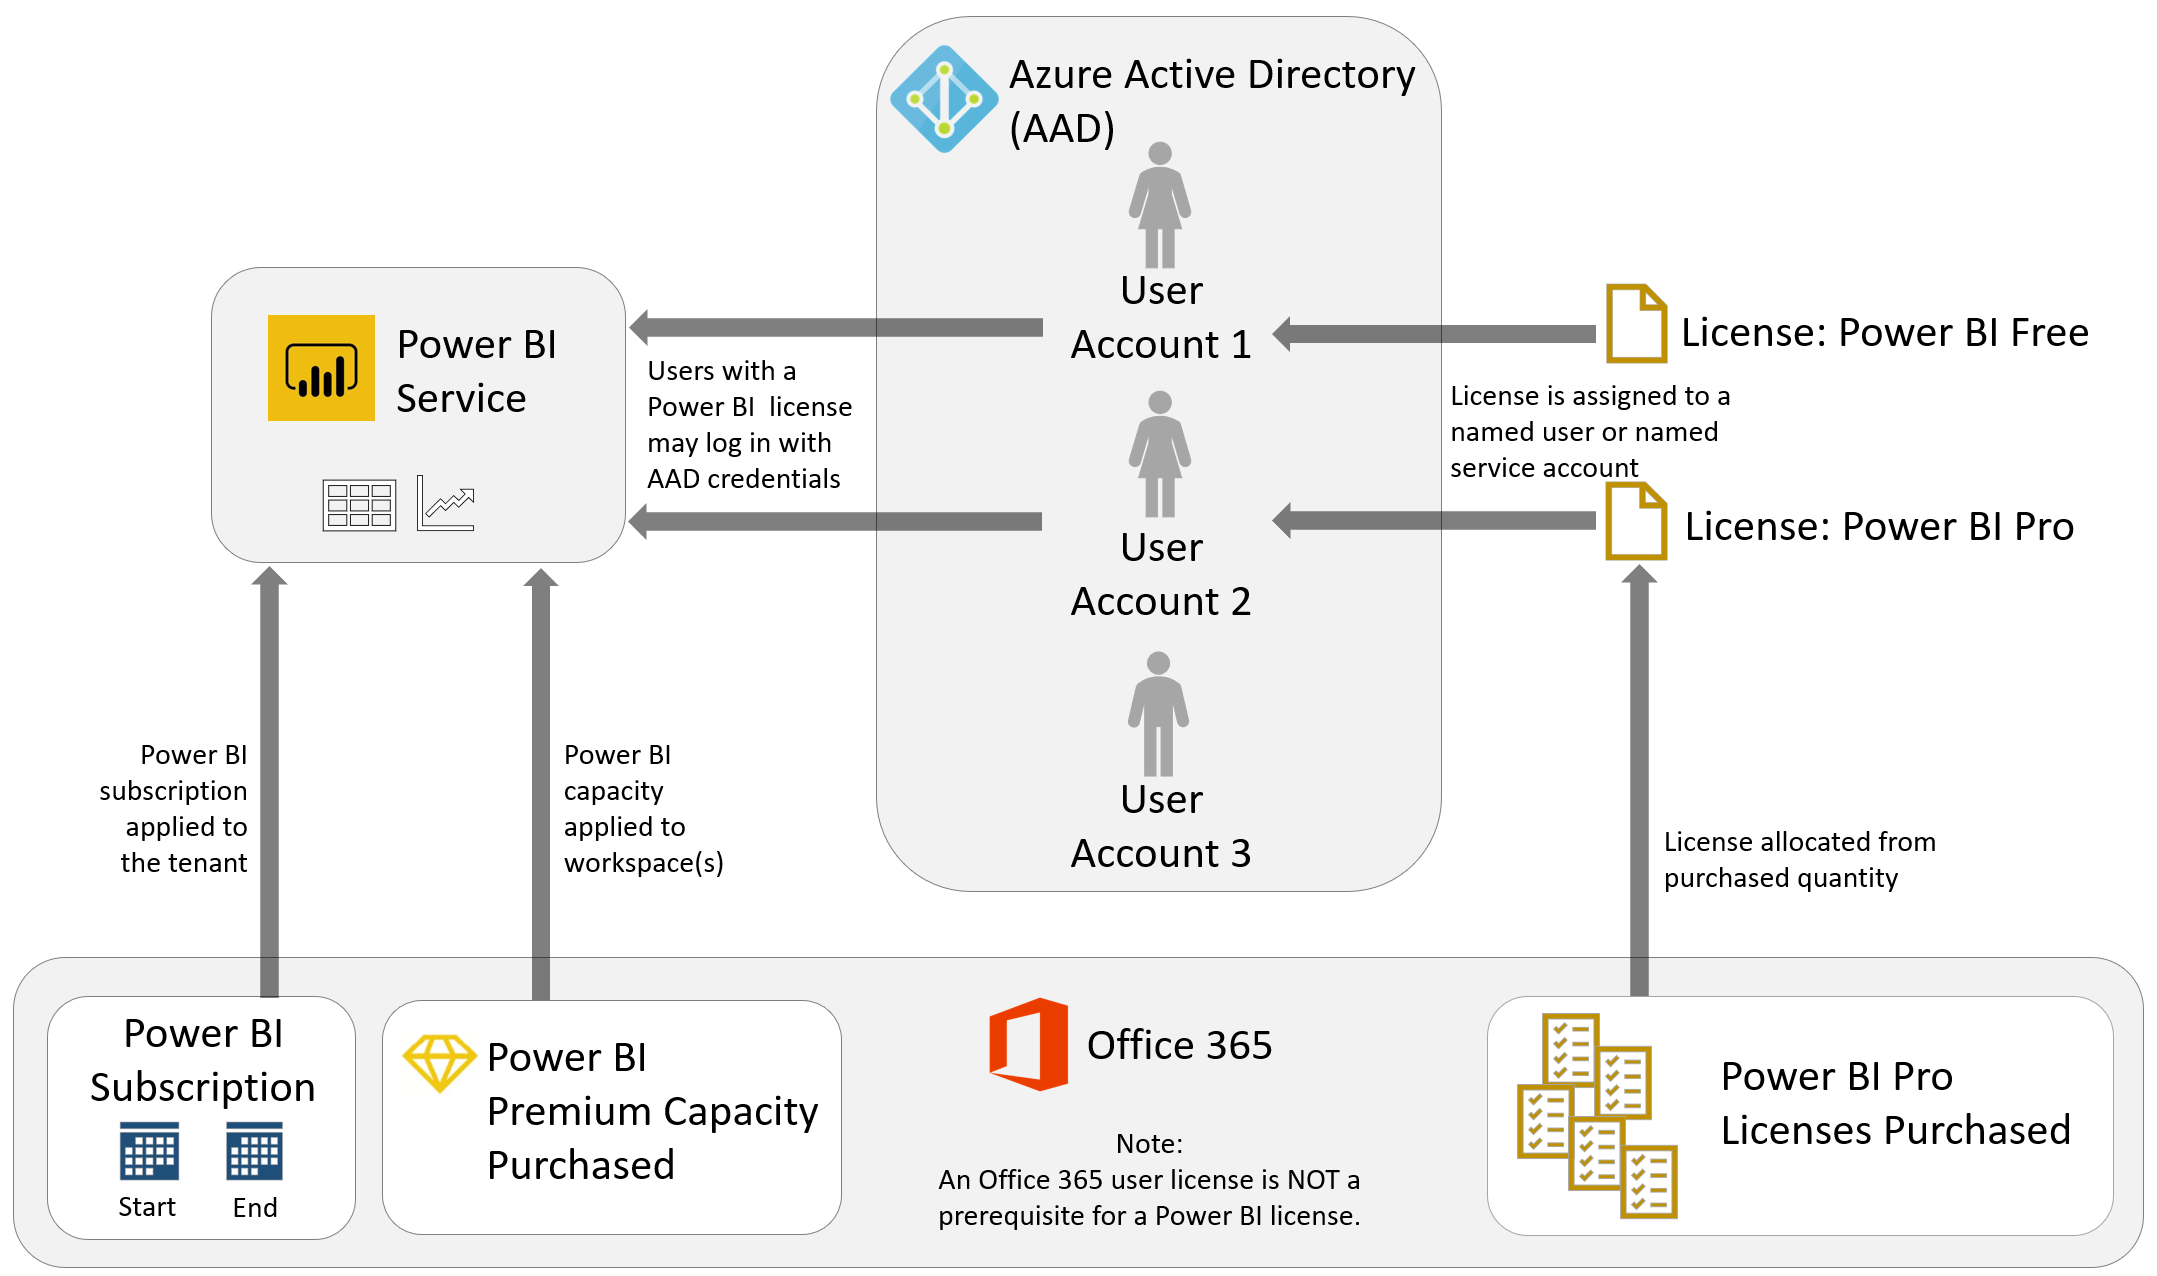 Azure Active Directory
(AAD)
User
Account 1
User
Account 2
User
Account 3
Power BI
Service
Users with a
Power BI  license
may log in with
AAD credentials
License: Power BI Free
License is assigned to a
named user or named
service account
License: Power BI Pro
Power BI
subscription
applied to
the tenant
Power BI
capacity
applied to
workspace(s)
License allocated from
purchased quantity
Power BI
Subscription
Start
End
Power BI
Premium Capacity
Purchased
Office 365
Note:
An Office 365 user license is NOT a
prerequisite for a Power BI license.
Power BI Pro
Licenses Purchased